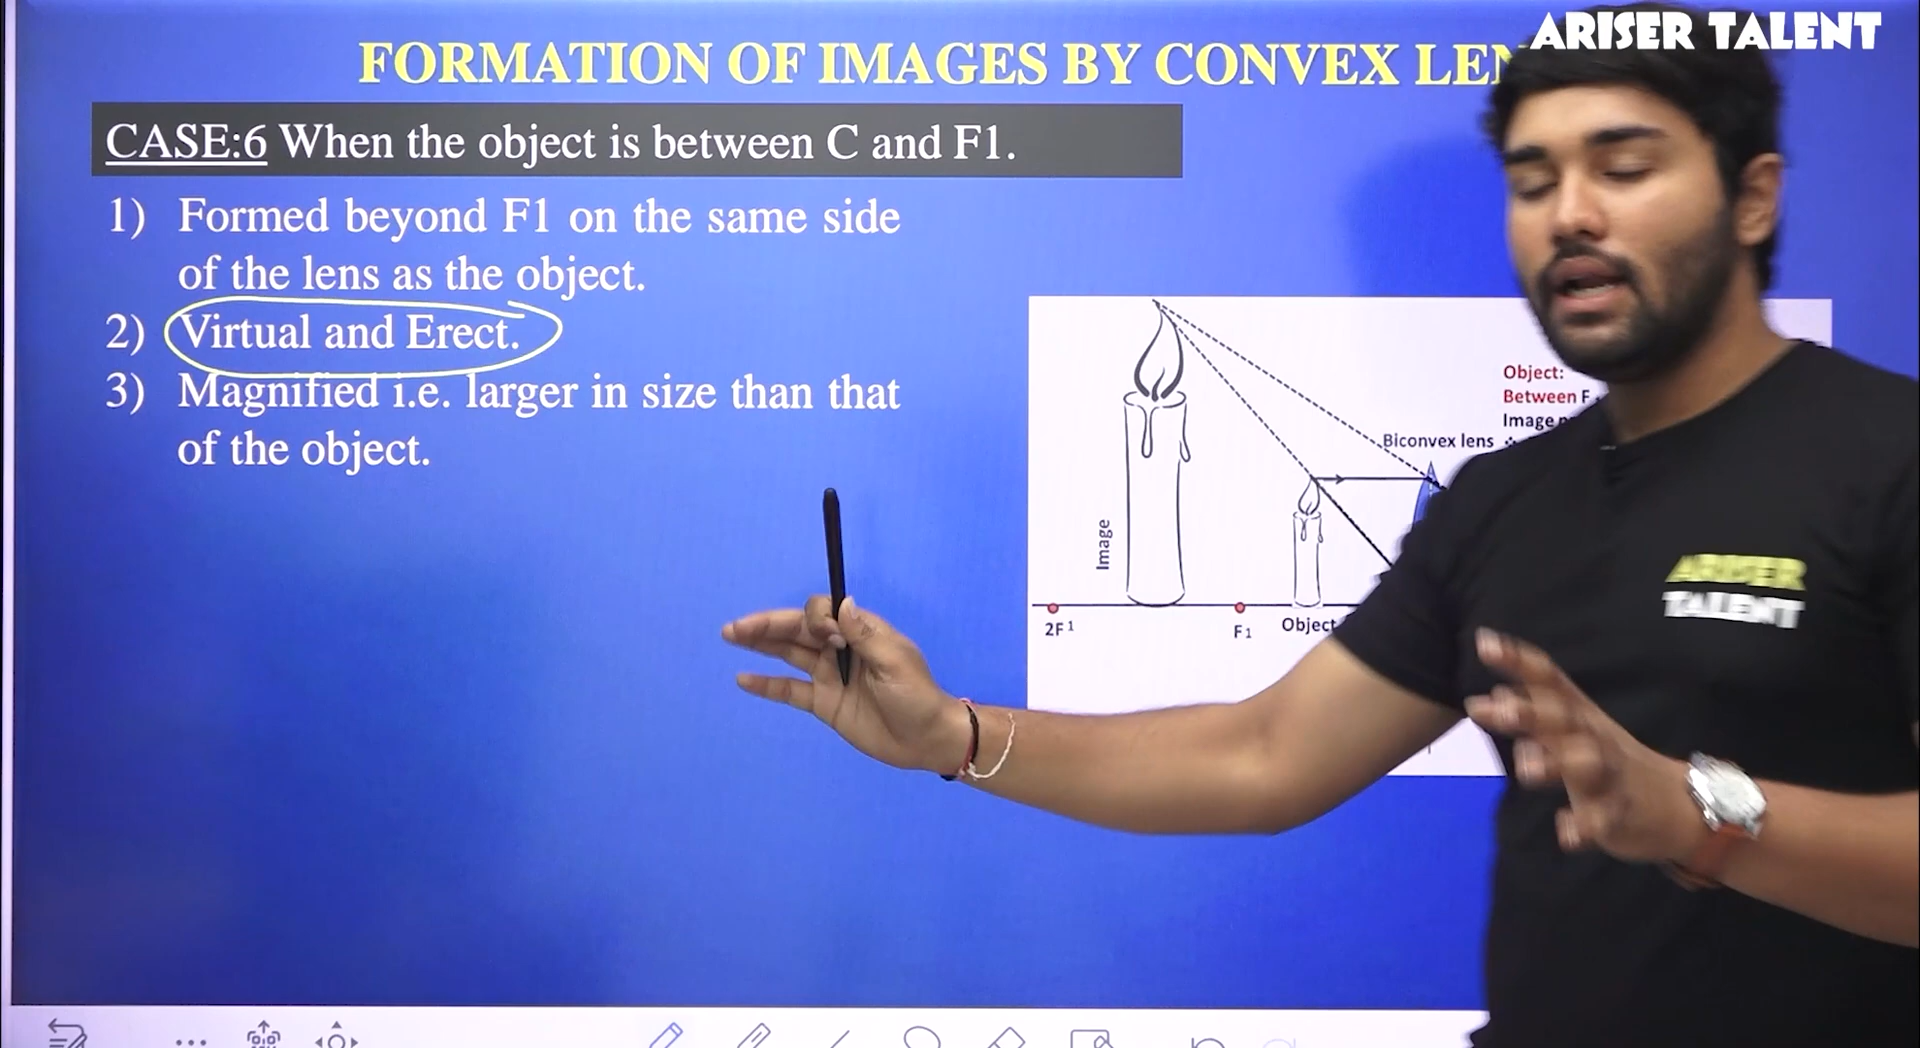 ARISER TALENT
FORMATION OF IMAGES BY CONVEX
CASE:6 When the object is between C and F1.
1) Formed beyond F1 on the same side
of the lens as the object.
2) Virtual and Erect.
3) Magnified i.e. larger in size than that
of the object.
Object:
Between F
Image
Biconvex lens
Image
2F1
F1
Object
ARISER
TALENT